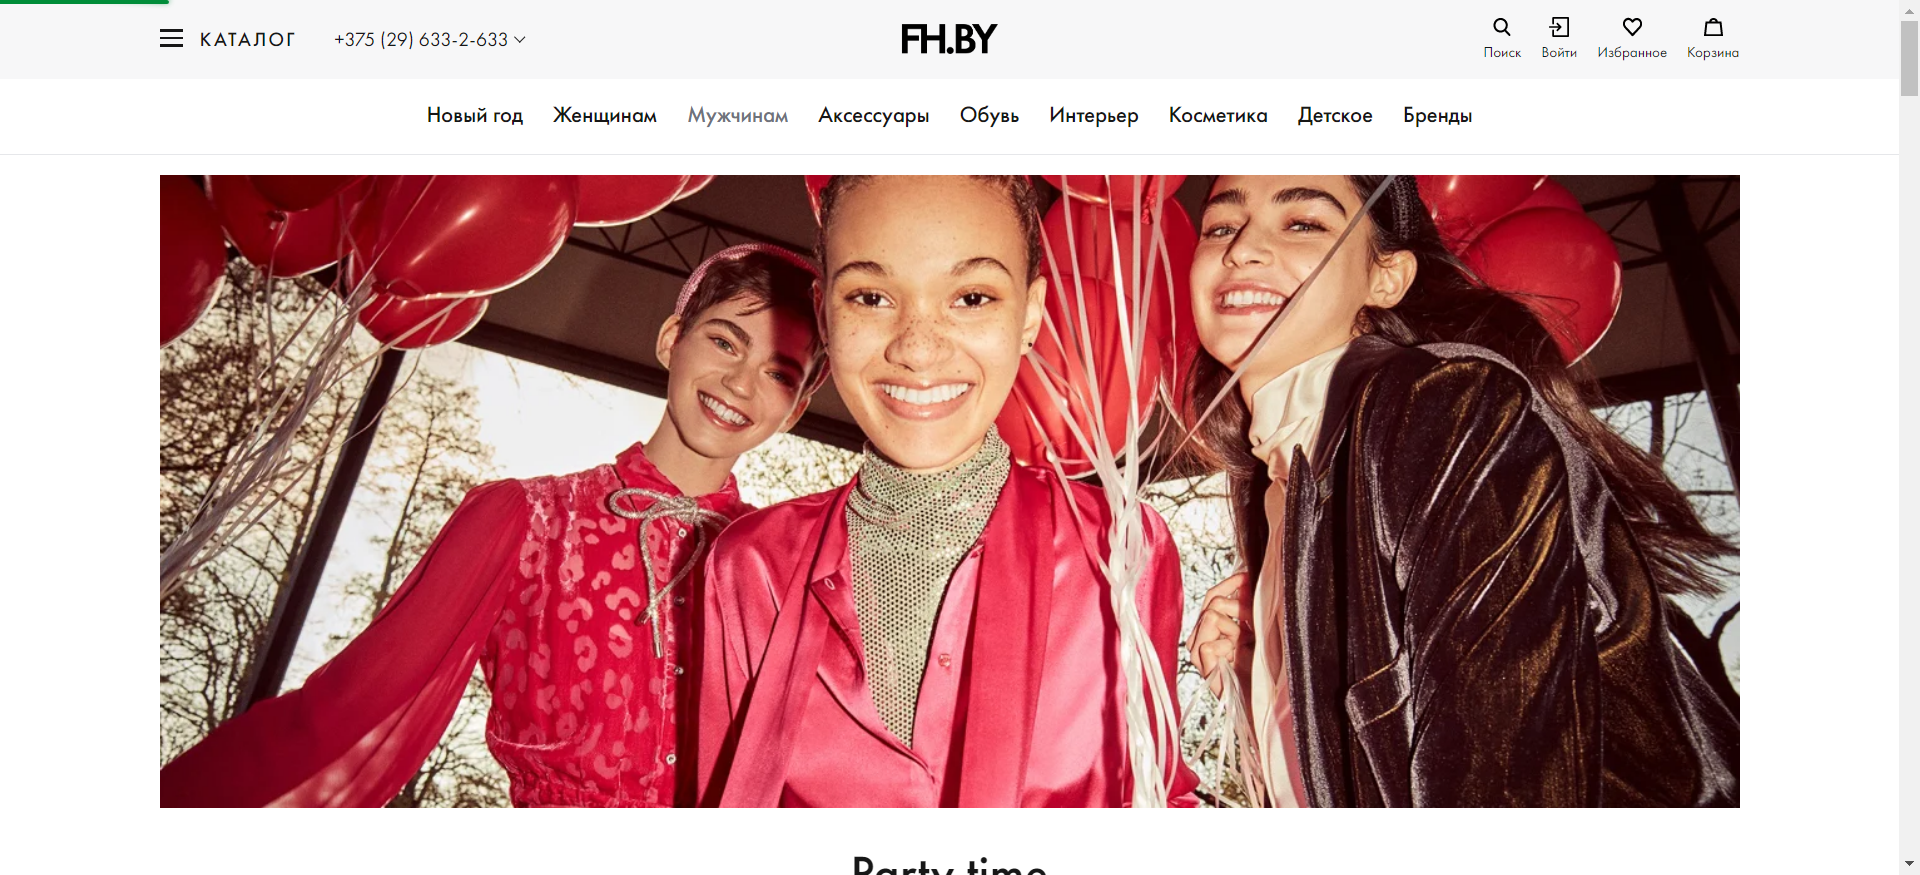 КАТАЛОГ
+375 (29) 633-2-633
FH.BY
Поиск
Войти
Избранное
Корзина
Новый год
Женщинам
Мужчинам
Аксессуары
Обувь
Интерьер
Косметика
Детское
Бренды
Party time